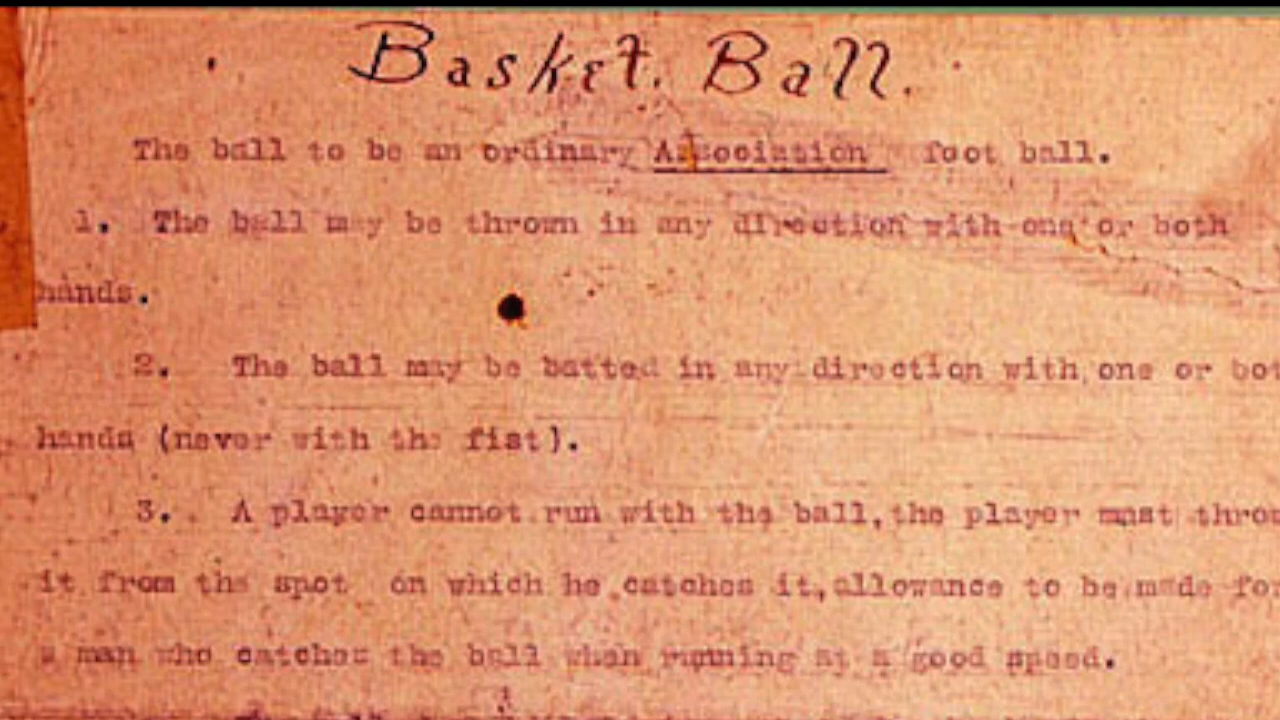 Basket. Ball.
The ball to be an ordinary Association foot ball.
1. The ball may be thrown in any direction with one or both
hands.
2. The ball may be batted in any direction with one or bot
hands (never with the fist).
3. A player cannot run with the ball, the player must throw
it from the spot on which he catches it, allowance to be made for
a man who catches the ball when running at a good speed.